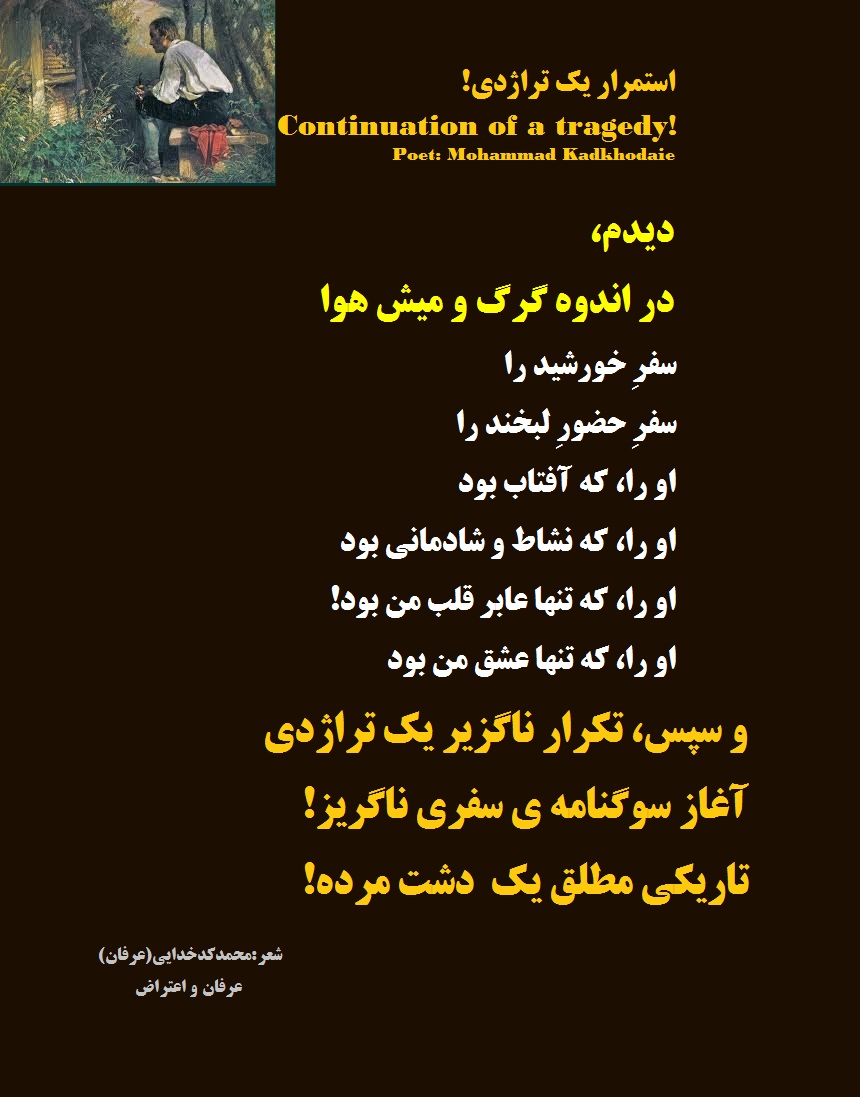 استمرار یک تراژدی!
Continuation of a tragedy!
Poet: Mohammad Kadkhodaie
دیدم،
در اندوه گرگ و میش هوا
سفرِ خورشید را
سفرِ حضورِ لبخند را
او را، که آفتاب بود
او را، که نشاط و شادمانی بود
او را، که تنها عابر قلب من بود!
او را، که تنها عشق من بود
و سپس، تکرار ناگزیر یک تراژدی
آغاز سوگنامه ی سفری ناگریز!
تاریکی مطلق یک دشت مرده!
شعر:محمدکدخدایی(عرفان)
عرفان و اعتراض